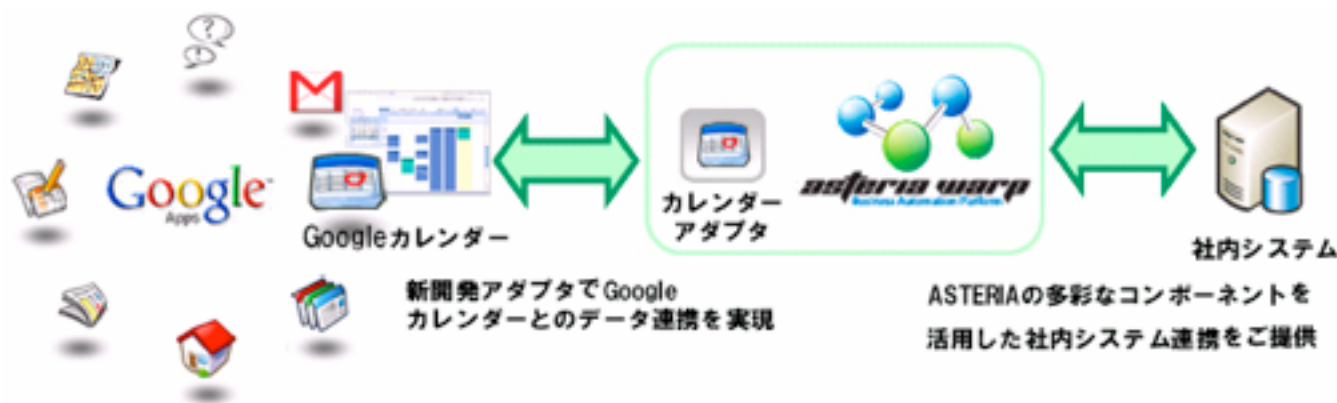 Google™
Apps
Googleカレンダー
新開発アダプタでGoogle
カレンダーとのデータ連携を実現
カレンダー
アダプタ
asteria warp
Business Automation Platform
社内システム
ASTERIAの多彩なコンポーネントを
活用した社内システム連携をご提供